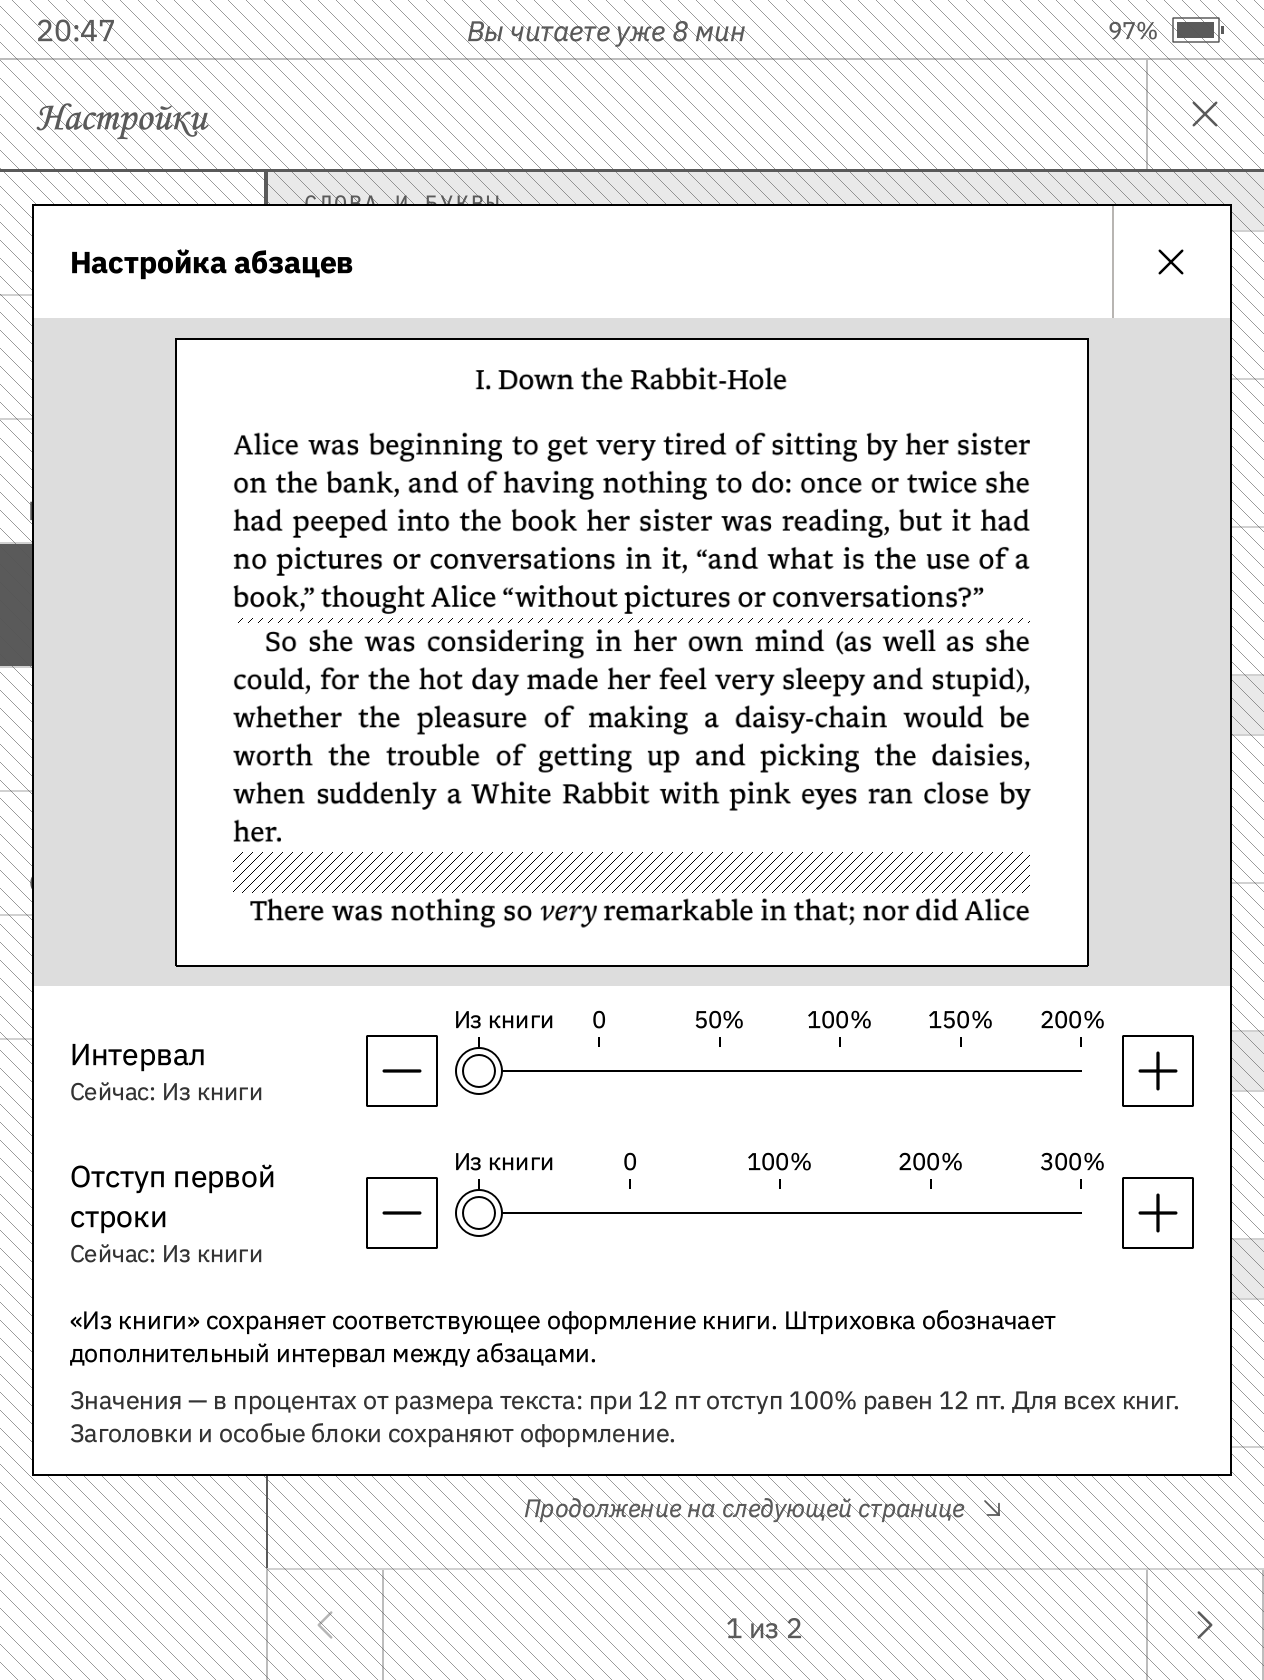 20:47
Вы читаете уже 8 мин
97%
Настройки
СЛОВА И БУКВЫ
Настройка абзацев
I. Down the Rabbit-Hole
Alice was beginning to get very tired of sitting by her sister
on the bank, and of having nothing to do: once or twice she
had peeped into the book her sister was reading, but it had
no pictures or conversations in it, “and what is the use of a
book,” thought Alice “without pictures or conversations?”
So she was considering in her own mind (as well as she
could, for the hot day made her feel very sleepy and stupid),
whether the pleasure of making a daisy-chain would be
worth the trouble of getting up and picking the daisies,
when suddenly a White Rabbit with pink eyes ran close by
her.
There was nothing so very remarkable in that; nor did Alice
Из книги 0 50% 100% 150% 200%
Интервал
Сейчас: Из книги
Из книги 0 100% 200% 300%
Отступ первой
строки
Сейчас: Из книги
«Из книги» сохраняет соответствующее оформление книги. Штриховка обозначает
дополнительный интервал между абзацами.
Значения — в процентах от размера текста: при 12 пт отступ 100% равен 12 пт. Для всех книг.
Заголовки и особые блоки сохраняют оформление.
Продолжение на следующей странице
1 из 2